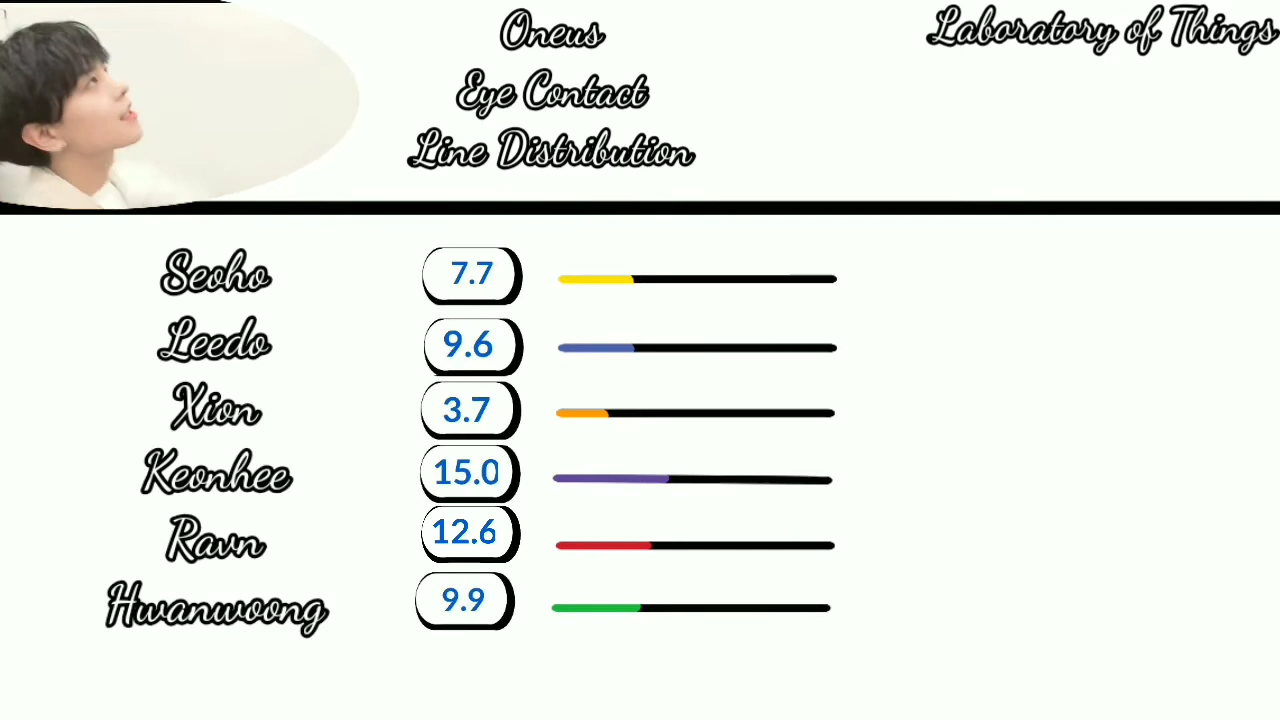 Oneus
Eye Contact
Line Distribution
Laboratory of Things
Seoho 7.7
Leedo 9.6
Xion 3.7
Keonhee 15.0
Ravn 12.6
Hwanwoong 9.9